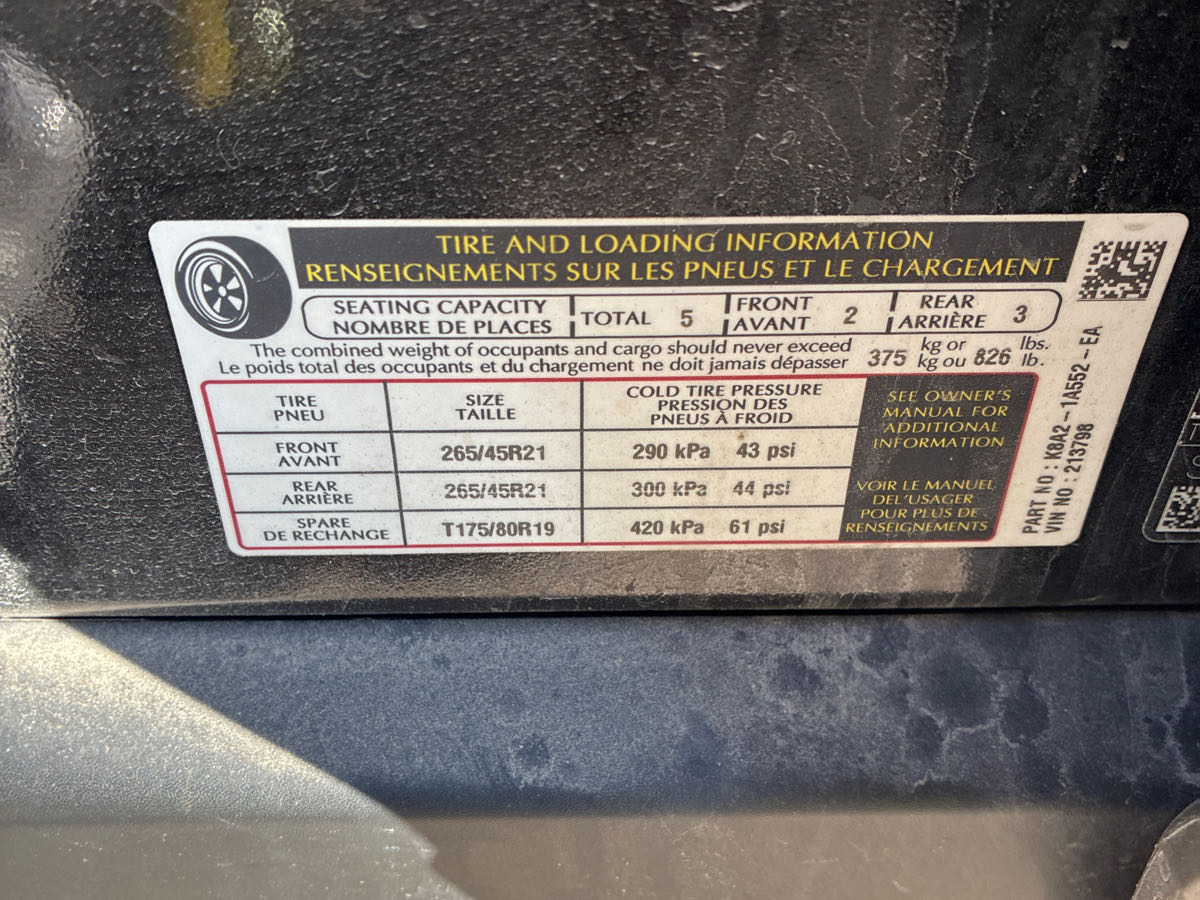 TIRE AND LOADING INFORMATION
RENSEIGNEMENTS SUR LES PNEUS ET LE CHARGEMENT
SEATING CAPACITY
NOMBRE DE PLACES
TOTAL 5
FRONT
AVANT 2
REAR
ARRIÈRE 3
The combined weight of occupants and cargo should never exceed 375 kg or 826 lbs.
Le poids total des occupants et du chargement ne doit jamais dépasser kg ou lb.
TIRE
PNEU
SIZE
TAILLE
COLD TIRE PRESSURE
PRESSION DES
PNEUS À FROID
FRONT
AVANT
265/45R21
290 kPa 43 psi
REAR
ARRIÈRE
265/45R21
300 kPa 44 psi
SPARE
DE RECHANGE
T175/80R19
420 kPa 61 psi
SEE OWNER'S
MANUAL FOR
ADDITIONAL
INFORMATION
VOIR LE MANUEL
DEL'USAGER
POUR PLUS DE
RENSEIGNEMENTS
PART NO : K8A2-1A552-EA
VIN NO : 213798